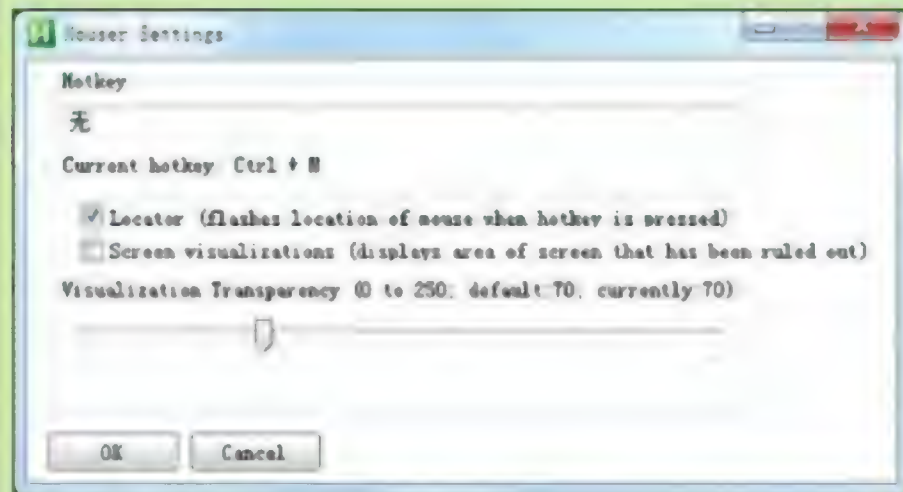 Mouser Settings
Hotkey
无
Current hotkey Ctrl + M
Locator (flashes location of mouse when hotkey is pressed)
Screen visualizations (displays area of screen that has been ruled out)
Visualization Transparency (0 to 250; default 70, currently 70)
OK Cancel